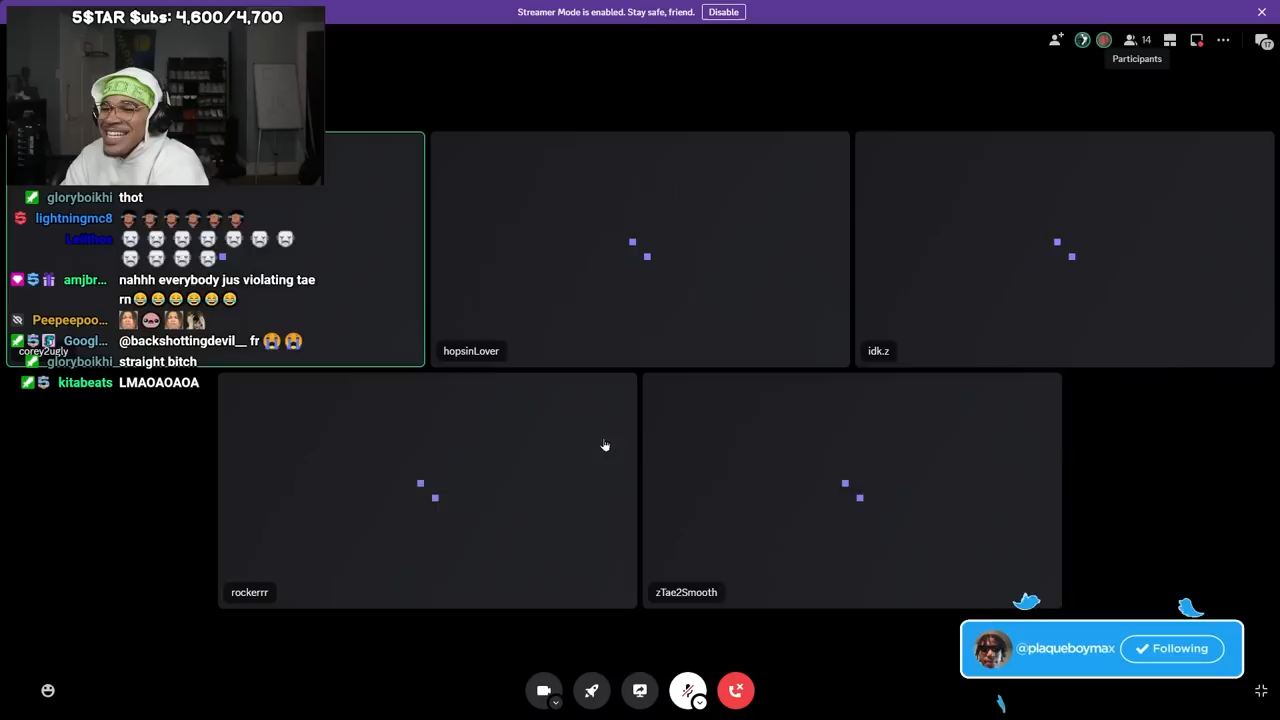 5$TAR $ubs: 4,600/4,700
Streamer Mode is enabled. Stay safe, friend.
Disable
14
17
Participants
gloryboikhi thot
lightningmc8
amjbr... nahhh everybody jus violating tae
rn
Peepeepoo...
Googl... @backshottingdevil__ fr
corey2ugly
gloryboikhi straight bitch
kitabeats LMAOAOAOA
hopsinLover
idk.z
rockerrr
zTae2Smooth
@plaqueboymax
Following